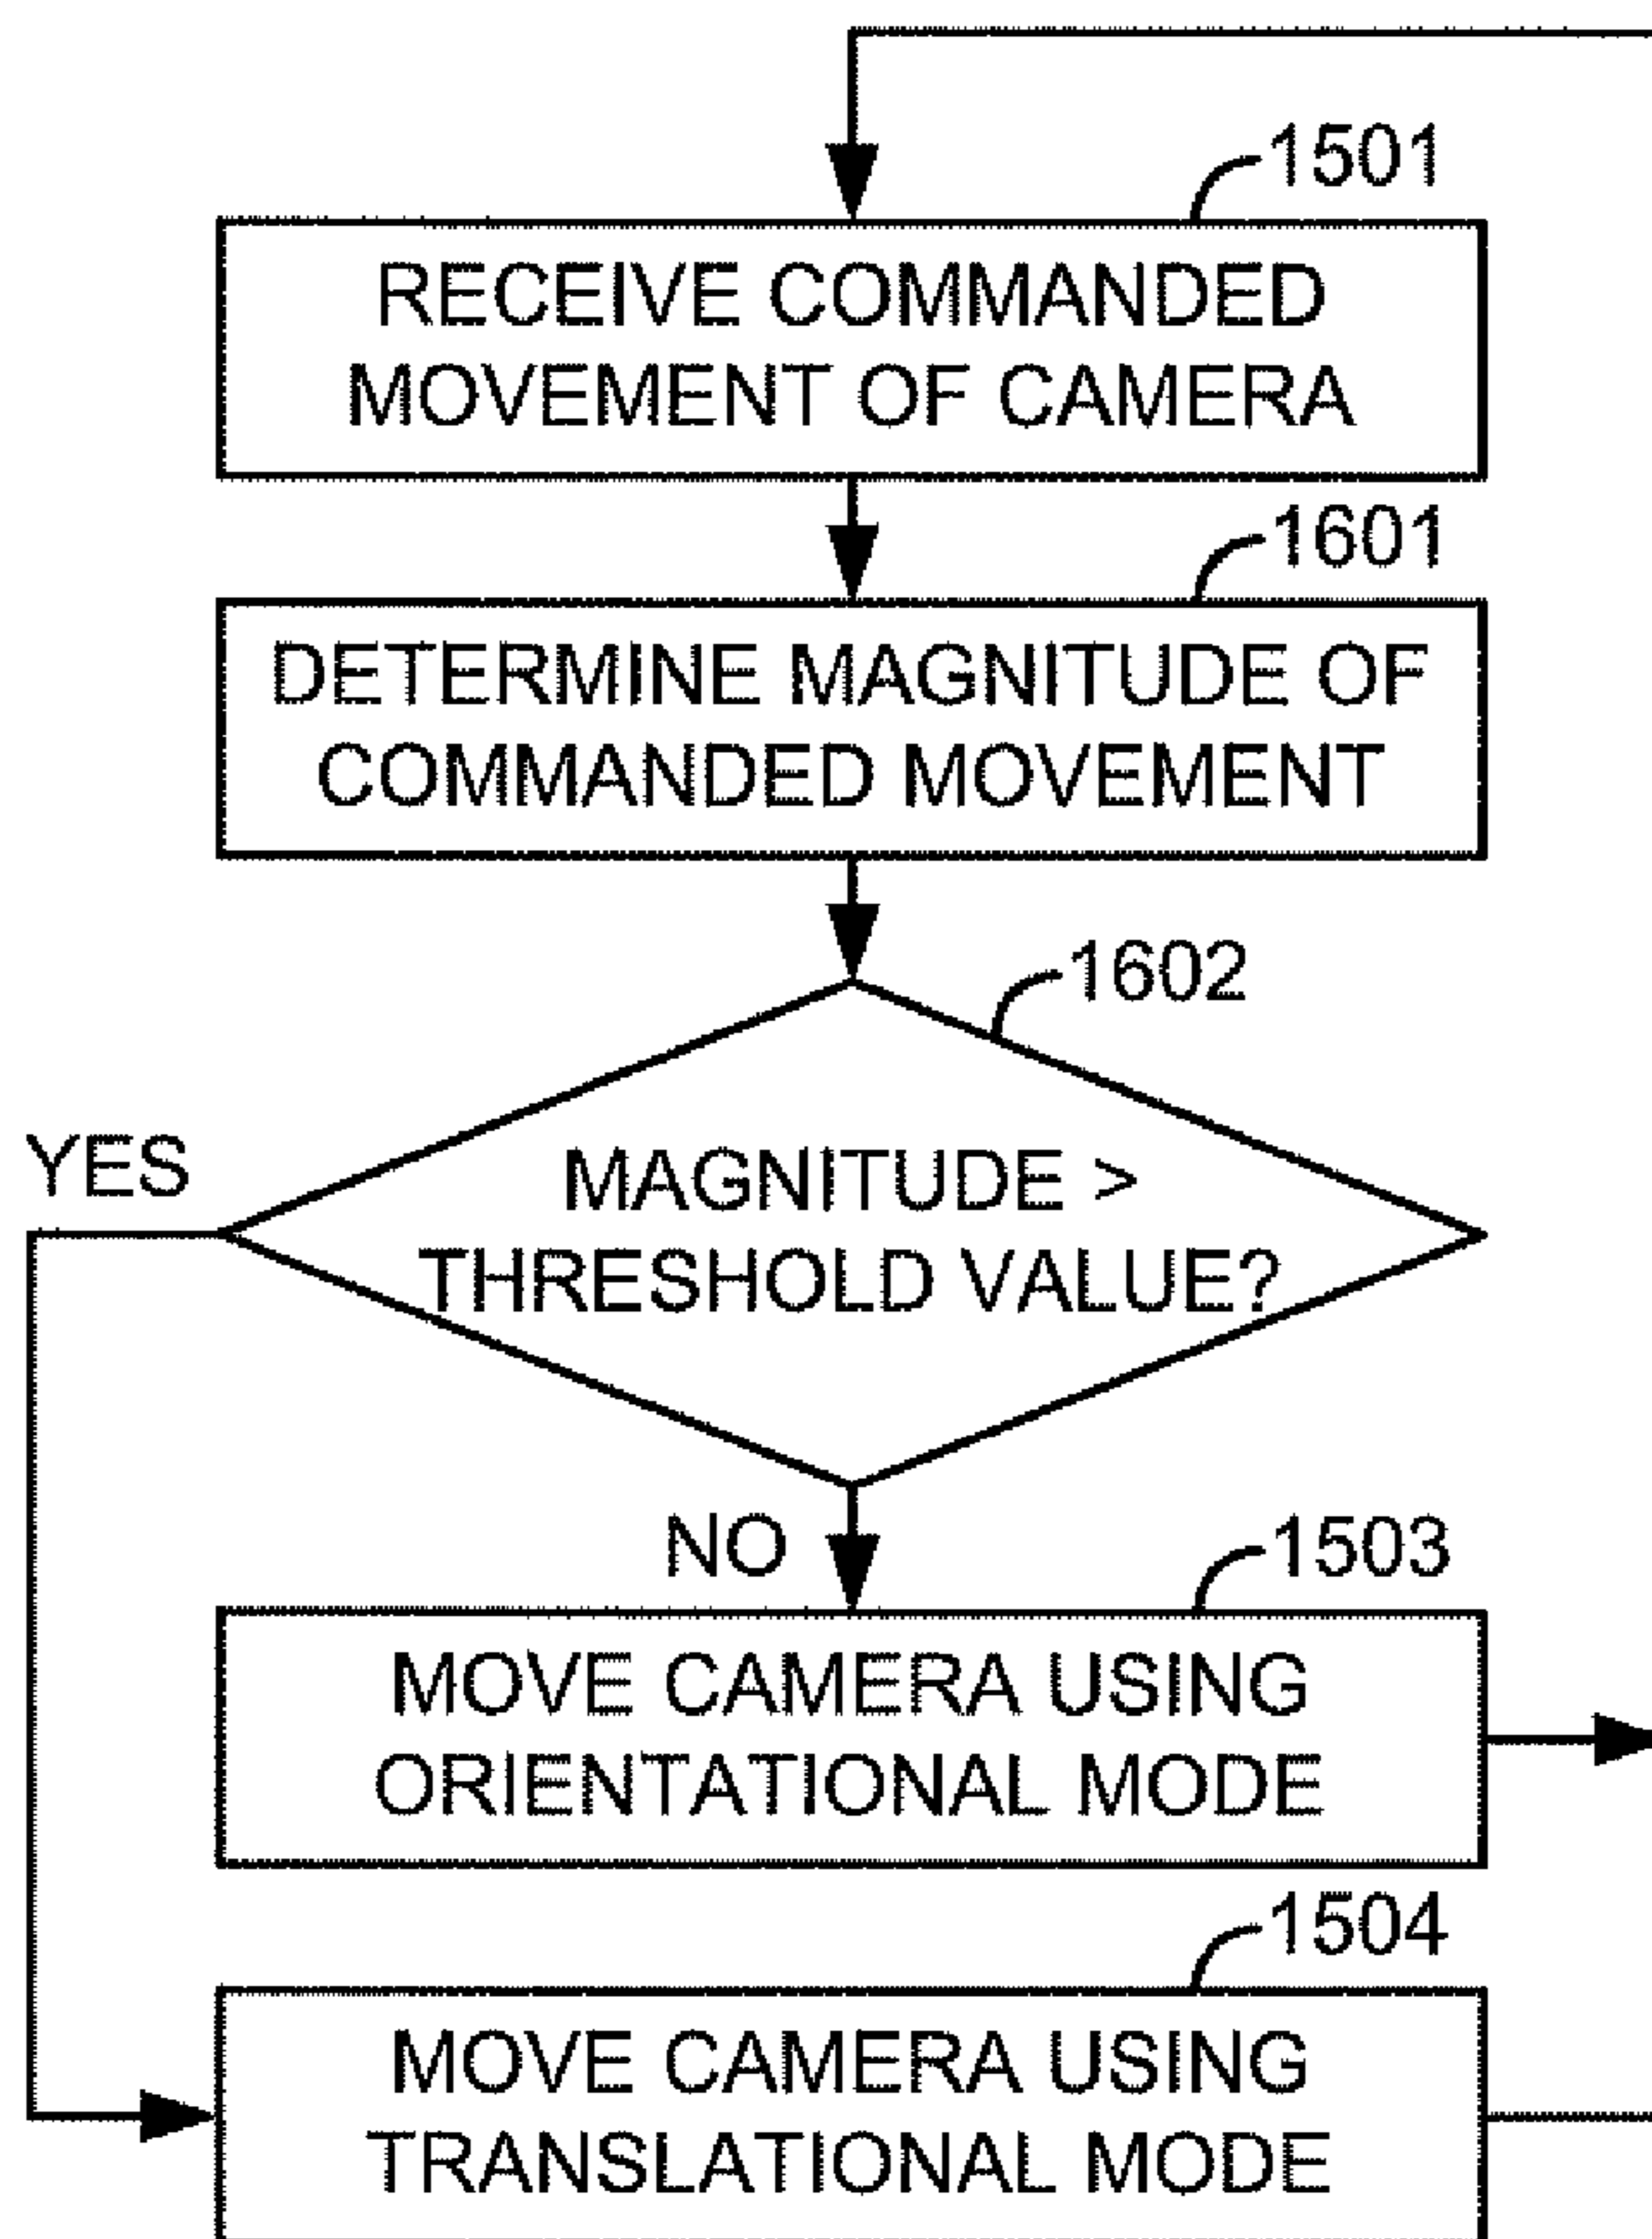 1501
RECEIVE COMMANDED
MOVEMENT OF CAMERA
1601
DETERMINE MAGNITUDE OF
COMMANDED MOVEMENT
1602
YES
MAGNITUDE >
THRESHOLD VALUE?
NO
1503
MOVE CAMERA USING
ORIENTATIONAL MODE
1504
MOVE CAMERA USING
TRANSLATIONAL MODE